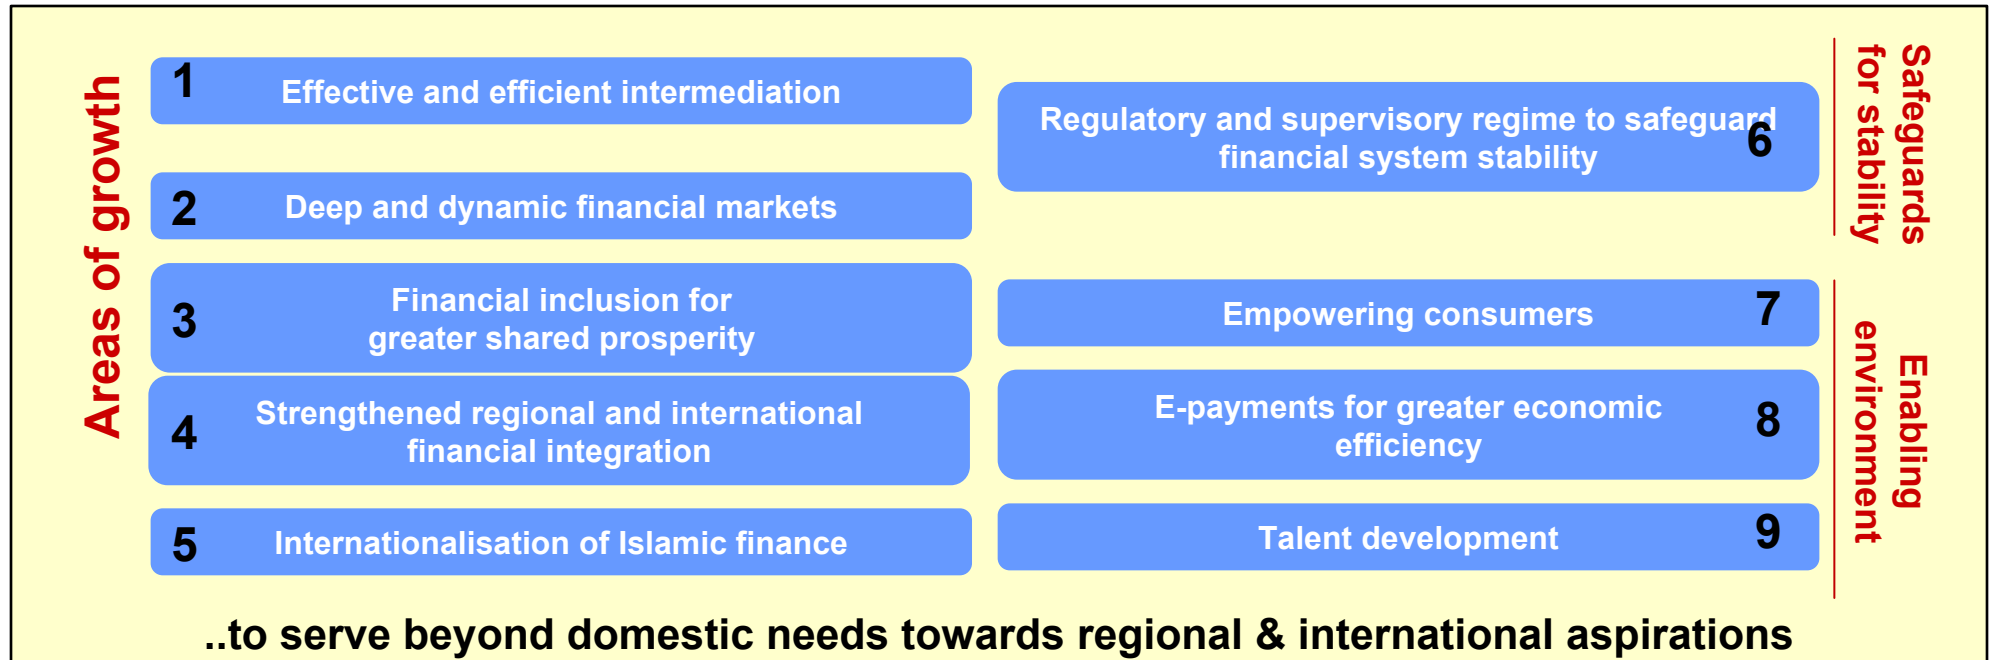 Areas of growth
1
Effective and efficient intermediation
2
Deep and dynamic financial markets
3
Financial inclusion for
greater shared prosperity
4
Strengthened regional and international
financial integration
5
Internationalisation of Islamic finance
Regulatory and supervisory regime to safeguard
financial system stability
6
Safeguards
for stability
Empowering consumers
7
E-payments for greater economic
efficiency
8
Talent development
9
Enabling
environment
..to serve beyond domestic needs towards regional & international aspirations